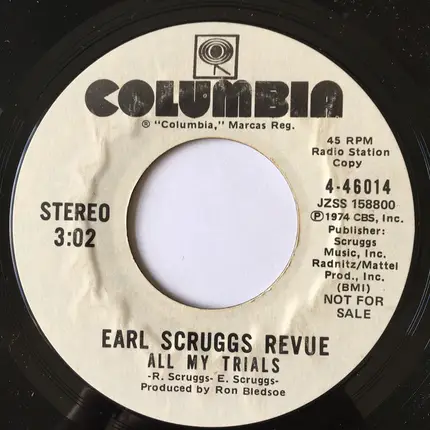 COLUMBIA
® "Columbia," Marcas Reg.
45 RPM
Radio Station
Copy
4-46014
JZSS 158800
Ⓟ1974 CBS, Inc.
Publisher:
Scruggs
Music, Inc.
Radnitz/Mattel
Prod., Inc.
(BMI)
NOT FOR
SALE
STEREO
3:02
EARL SCRUGGS REVUE
ALL MY TRIALS
-R. Scruggs- E. Scruggs-
Produced by Ron Bledsoe